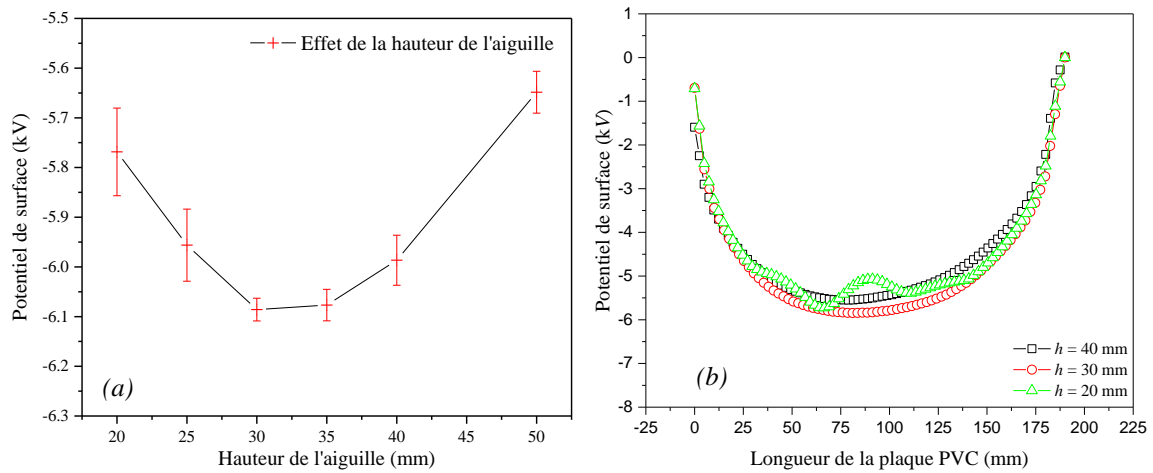 -5.5
-5.6
-5.7
-5.8
-5.9
-6.0
-6.1
-6.2
-6.3
20 25 30 35 40 50
Potentiel de surface (kV)
Hauteur de l'aiguille (mm)
Effet de la hauteur de l'aiguille
(a)
1
0
-1
-2
-3
-4
-5
-6
-7
-8
-25 0 25 50 75 100 125 150 175 200 225
Potentiel de surface (kV)
Longueur de la plaque PVC (mm)
h = 40 mm
h = 30 mm
h = 20 mm
(b)